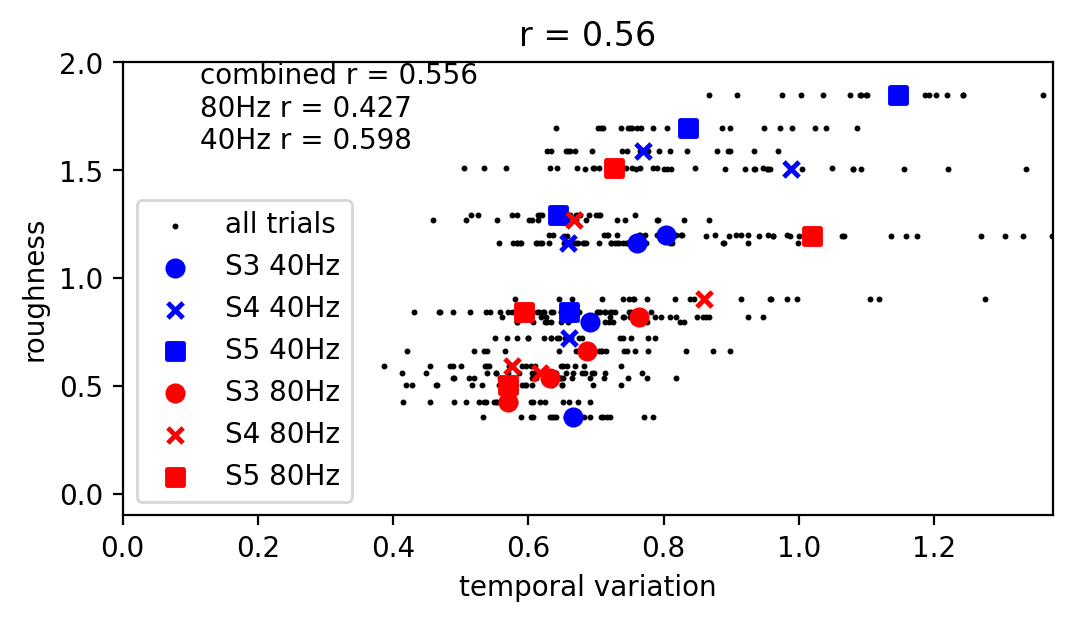 r = 0.56
combined r = 0.556
80Hz r = 0.427
40Hz r = 0.598
all trials
S3 40Hz
S4 40Hz
S5 40Hz
S3 80Hz
S4 80Hz
S5 80Hz
roughness
2.0
1.5
1.0
0.5
0.0
0.0 0.2 0.4 0.6 0.8 1.0 1.2
temporal variation